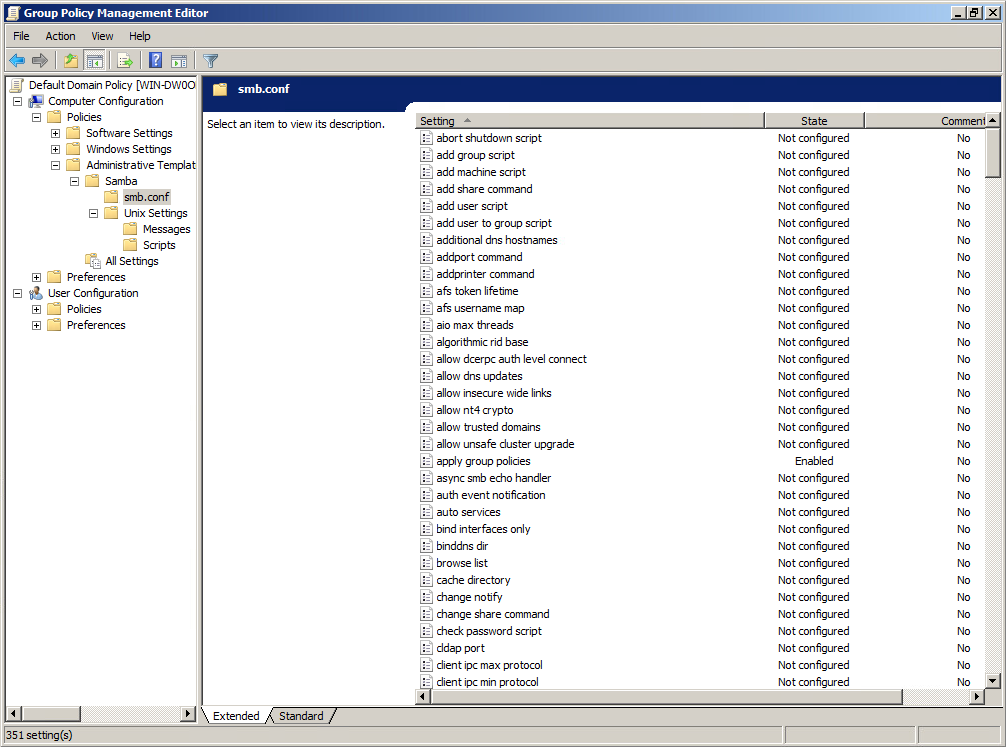 Group Policy Management Editor
File Action View Help
Default Domain Policy [WIN-DW0O
Computer Configuration
Policies
Software Settings
Windows Settings
Administrative Templat
Samba
smb.conf
Unix Settings
Messages
Scripts
All Settings
Preferences
User Configuration
Policies
Preferences
smb.conf
Select an item to view its description.
Setting State Comment
abort shutdown script Not configured No
add group script Not configured No
add machine script Not configured No
add share command Not configured No
add user script Not configured No
add user to group script Not configured No
additional dns hostnames Not configured No
addport command Not configured No
addprinter command Not configured No
afs token lifetime Not configured No
afs username map Not configured No
aio max threads Not configured No
algorithmic rid base Not configured No
allow dcerpc auth level connect Not configured No
allow dns updates Not configured No
allow insecure wide links Not configured No
allow nt4 crypto Not configured No
allow trusted domains Not configured No
allow unsafe cluster upgrade Not configured No
apply group policies Enabled No
async smb echo handler Not configured No
auth event notification Not configured No
auto services Not configured No
bind interfaces only Not configured No
binddns dir Not configured No
browse list Not configured No
cache directory Not configured No
change notify Not configured No
change share command Not configured No
check password script Not configured No
cldap port Not configured No
client ipc max protocol Not configured No
client ipc min protocol Not configured No
Extended Standard
351 setting(s)